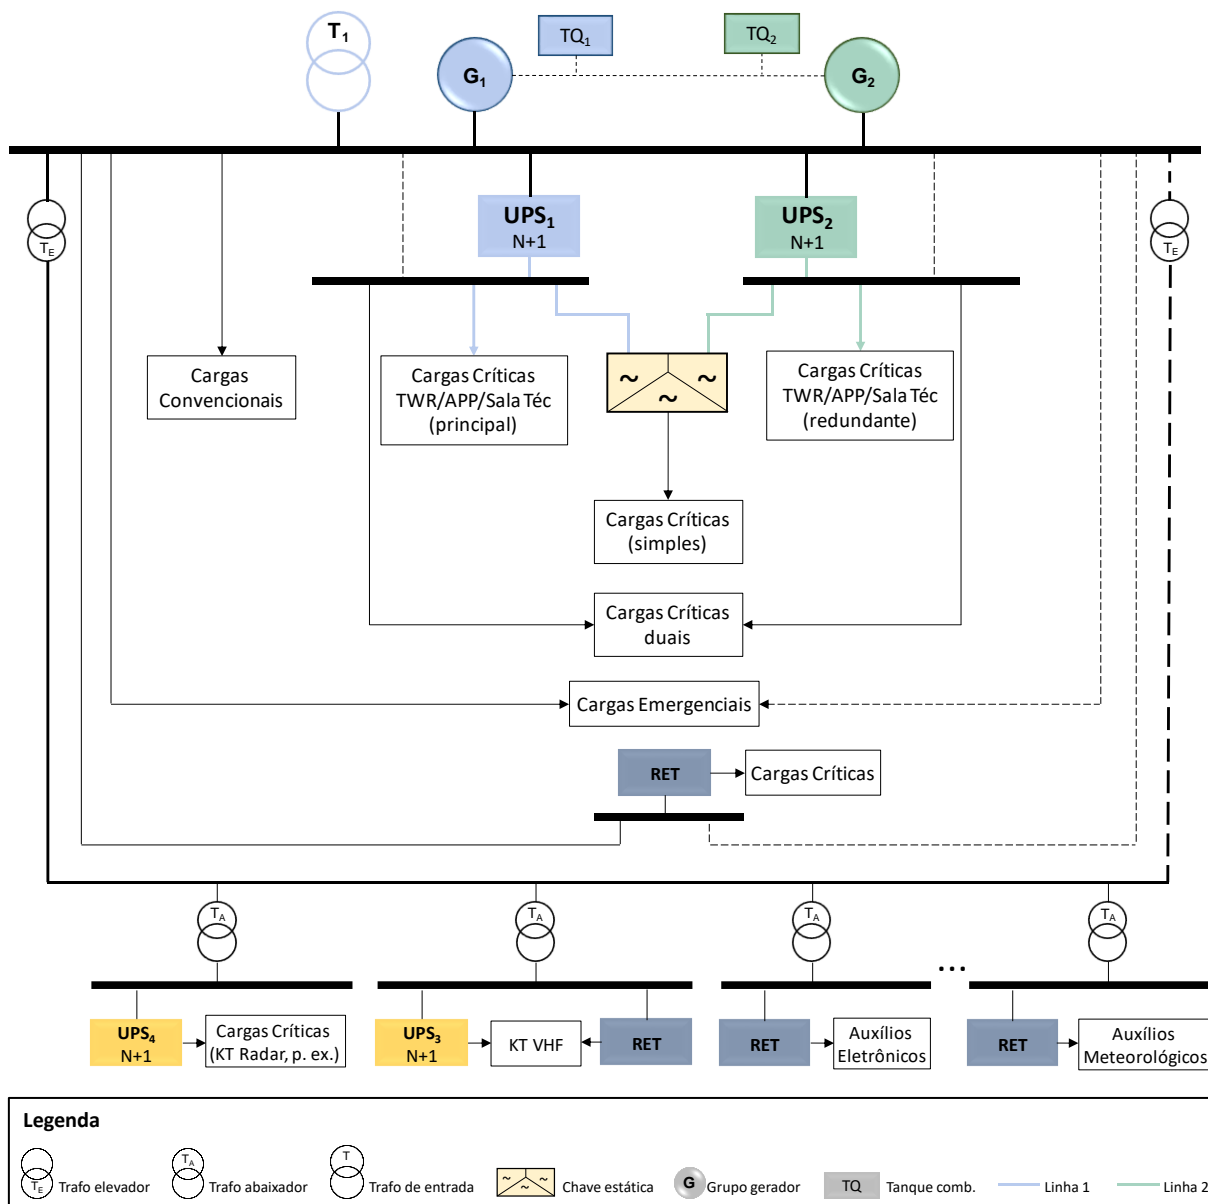 T1
TQ1
TQ2
G1
G2
UPS1
N+1
UPS2
N+1
TE
TE
Cargas
Convencionais
Cargas Críticas
TWR/APP/Sala Téc
(principal)
~ ~
~
Cargas Críticas
TWR/APP/Sala Téc
(redundante)
Cargas Críticas
(simples)
Cargas Críticas
duais
Cargas Emergenciais
RET
Cargas Críticas
TA
TA
TA
TA
...
UPS4
N+1
Cargas Críticas
(KT Radar, p. ex.)
UPS3
N+1
KT VHF
RET
RET
Auxílios
Eletrônicos
RET
Auxílios
Meteorológicos
Legenda
TE Trafo elevador
TA Trafo abaixador
T Trafo de entrada
~ ~ ~ Chave estática
G Grupo gerador
TQ Tanque comb.
Linha 1
Linha 2